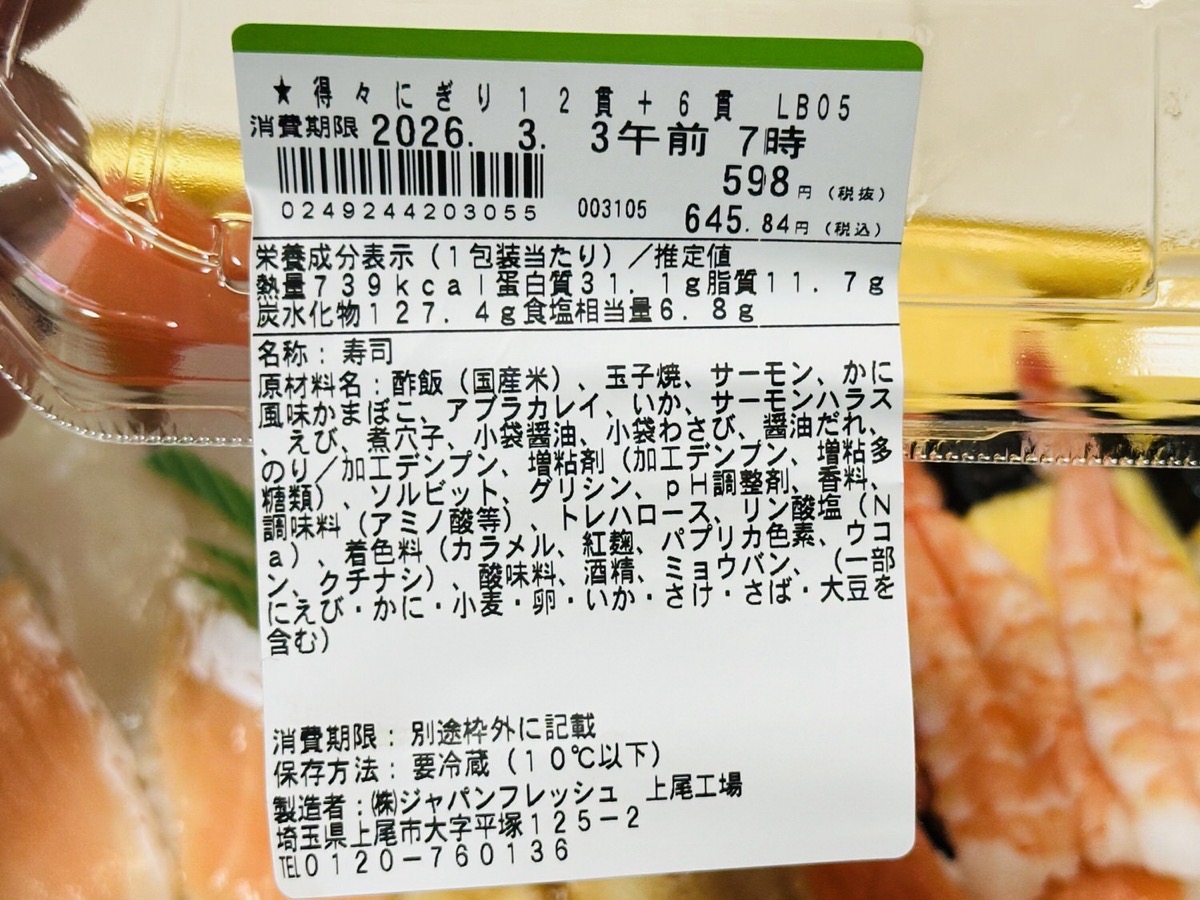 ★得々にぎり12貫+6貫 LB05
消費期限 2026. 3. 3午前 7時
598円(税抜)
0249244203055 003105 645.84円(税込)
栄養成分表示(1包装当たり)/推定値
熱量739kcal蛋白質31.1g脂質11.7g
炭水化物127.4g食塩相当量6.8g
名称:寿司
原材料名:酢飯(国産米)、玉子焼、サーモン、かに
風味かまぼこ、アブラカレイ、いか、サーモンハラス
、えび、煮穴子、小袋醤油、小袋わさび、醤油だれ、
のり/加工デンプン、増粘剤(加工デンプン、増粘多
糖類)、ソルビット、グリシン、pH調整剤、香料、
調味料(アミノ酸等)、トレハロース、リン酸塩(N
a)、着色料(カラメル、紅麹、パプリカ色素、ウコ
ン、クチナシ)、酸味料、酒精、ミョウバン、(一部
にえび・かに・小麦・卵・いか・さけ・さば・大豆を
含む)
消費期限:別途枠外に記載
保存方法:要冷蔵(10℃以下)
製造者:㈱ジャパンフレッシュ 上尾工場
埼玉県上尾市大字平塚125-2
℡0120-760136